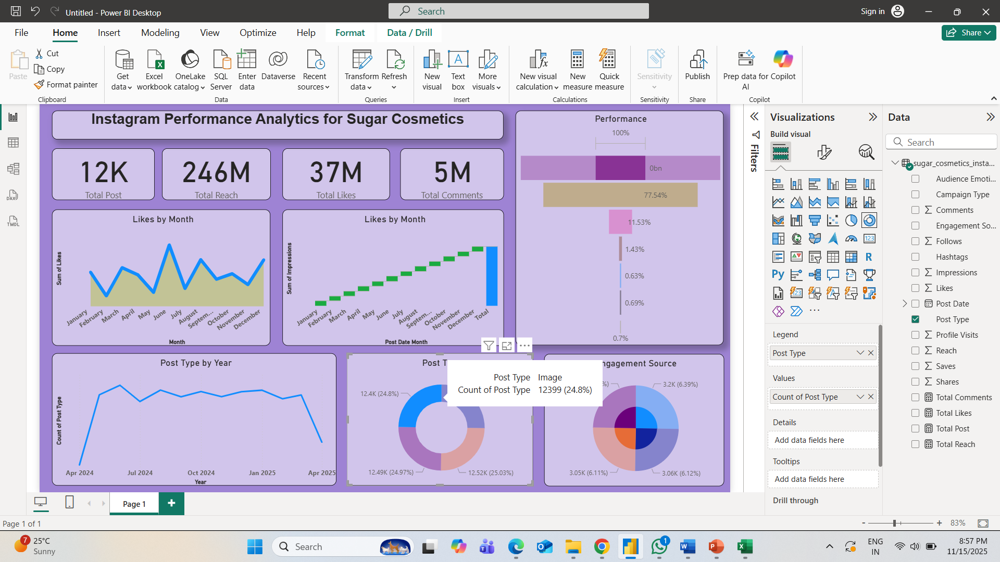 Untitled - Power BI Desktop
Search
Sign in
File
Home
Insert
Modeling
View
Optimize
Help
Format
Data / Drill
Share
Paste
Cut
Copy
Format painter
Clipboard
Get data
Excel workbook
OneLake catalog
SQL Server
Enter data
Dataverse
Recent sources
Data
Transform data
Refresh
Queries
New visual
Text box
More visuals
Insert
New visual calculation
New measure
Quick measure
Calculations
Sensitivity
Sensitivity
Publish
Share
Prep data for AI
Copilot
Copilot
Instagram Performance Analytics for Sugar Cosmetics
12K
Total Post
246M
Total Reach
37M
Total Likes
5M
Total Comments
Performance
100%
0bn
77.54%
11.53%
1.43%
0.63%
0.69%
0.7%
Likes by Month
Sum of Likes
January
February
March
April
May
June
July
August
Septem...
October
November
December
Month
Likes by Month
Sum of Impressions
January
February
March
April
May
June
July
August
Septem...
October
November
December
Total
Post Date Month
Post Type by Year
Count of Post Type
Apr 2024
Jul 2024
Oct 2024
Jan 2025
Apr 2025
Year
Post T
12.4K (24.8%)
12.49K (24.97%)
12.52K (25.03%)
Post Type Image
Count of Post Type 12399 (24.8%)
ngagement Source
%)
3.2K (6.39%)
3.05K (6.11%)
3.06K (6.12%)
Filters
Visualizations
Build visual
123
R
Py
Legend
Post Type
Values
Count of Post Type
Details
Add data fields here
Tooltips
Add data fields here
Drill through
Data
Search
sugar_cosmetics_insta...
Audience Emoti...
Campaign Type
Comments
Engagement So...
Follows
Hashtags
Impressions
Likes
Post Date
Post Type
Profile Visits
Reach
Saves
Shares
Total Comments
Total Likes
Total Post
Total Reach
DAX
TMDL
Page 1
Page 1 of 1
- + 83%
7
25°C
Sunny
Search
1
ENG
IN
8:57 PM
11/15/2025